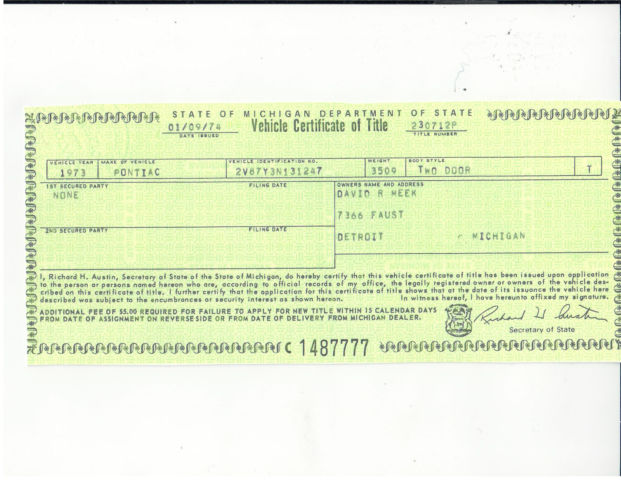 STATE OF MICHIGAN DEPARTMENT OF STATE
01/09/74 Vehicle Certificate of Title 230712P
DATE ISSUED TITLE NUMBER
VEHICLE YEAR MAKE OF VEHICLE VEHICLE IDENTIFICATION NO. WEIGHT BODY STYLE
1973 PONTIAC 2V87Y3N131247 3509 TWO DOOR T
1ST SECURED PARTY FILING DATE OWNERS NAME AND ADDRESS
NONE DAVID R MEEK
7366 FAUST
2ND SECURED PARTY FILING DATE
DETROIT MICHIGAN
I, Richard H. Austin, Secretary of State of the State of Michigan, do hereby certify that this vehicle certificate of title has been issued upon application
to the person or persons named hereon who are, according to official records of my office, the legally registered owner or owners of the vehicle des-
cribed on this certificate of title. I further certify that the application for this certificate of title shows that at the date of its issuance the vehicle here
described was subject to the encumbrances or security interest as shown hereon. In witness hereof, I have hereunto affixed my signature.
ADDITIONAL FEE OF $5.00 REQUIRED FOR FAILURE TO APPLY FOR NEW TITLE WITHIN 15 CALENDAR DAYS
FROM DATE OF ASSIGNMENT ON REVERSE SIDE OR FROM DATE OF DELIVERY FROM MICHIGAN DEALER.
Richard H Austin
Secretary of State
C 1487777